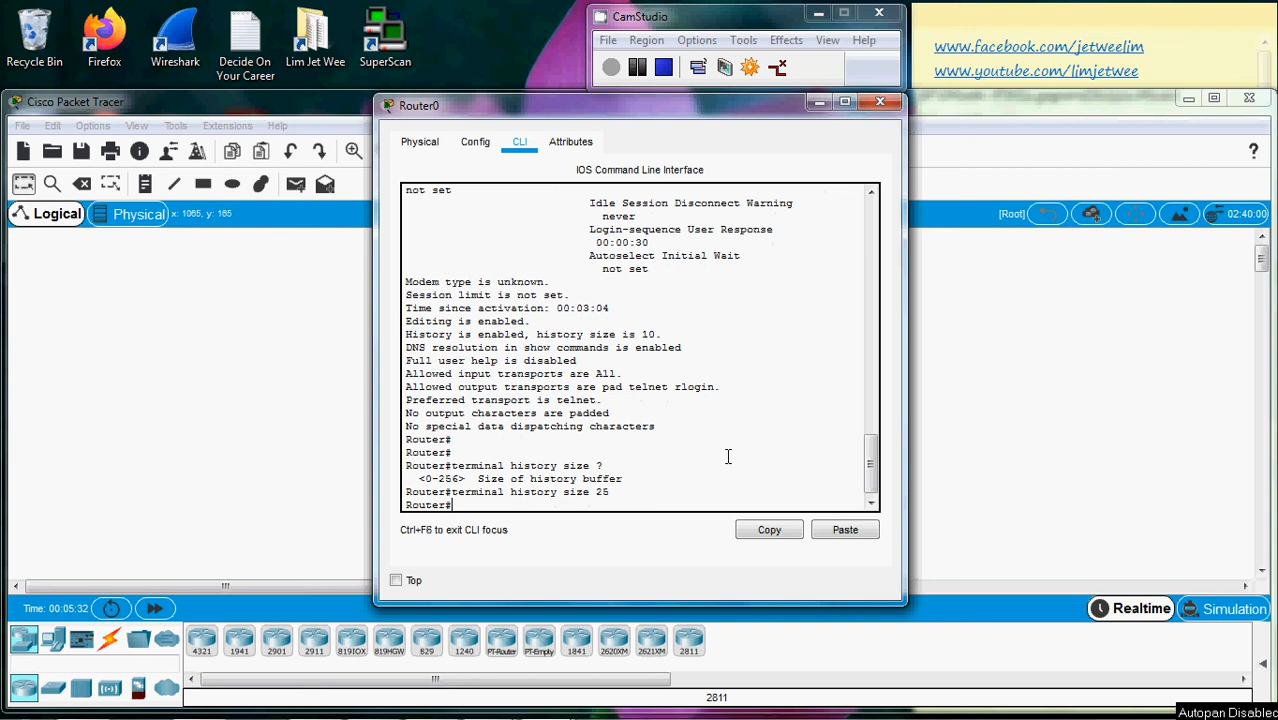 CamStudio
File Region Options Tools Effects View Help
www.facebook.com/jetweelim
www.youtube.com/limjetwee
Recycle Bin
Firefox
Wireshark
Decide On
Your Career
Lim Jet Wee
SuperScan
Cisco Packet Tracer
File Edit Options View Tools Extensions Help
Logical
Physical
x: 1065, y: 165
[Root]
02:40:00
Router0
Physical Config CLI Attributes
IOS Command Line Interface
not set
Idle Session Disconnect Warning
never
Login-sequence User Response
00:00:30
Autoselect Initial Wait
not set
Modem type is unknown.
Session limit is not set.
Time since activation: 00:03:04
Editing is enabled.
History is enabled, history size is 10.
DNS resolution in show commands is enabled
Full user help is disabled
Allowed input transports are All.
Allowed output transports are pad telnet rlogin.
Preferred transport is telnet.
No output characters are padded
No special data dispatching characters
Router#
Router#
Router#terminal history size ?
<0-256> Size of history buffer
Router#terminal history size 25
Router#
Ctrl+F6 to exit CLI focus
Copy
Paste
Top
Time: 00:05:32
Realtime
Simulation
4321 1941 2901 2911 819IOX 819HGW 829 1240 PT-Router PT-Empty 1841 2620XM 2621XM 2811
2811
Autopan Disabled